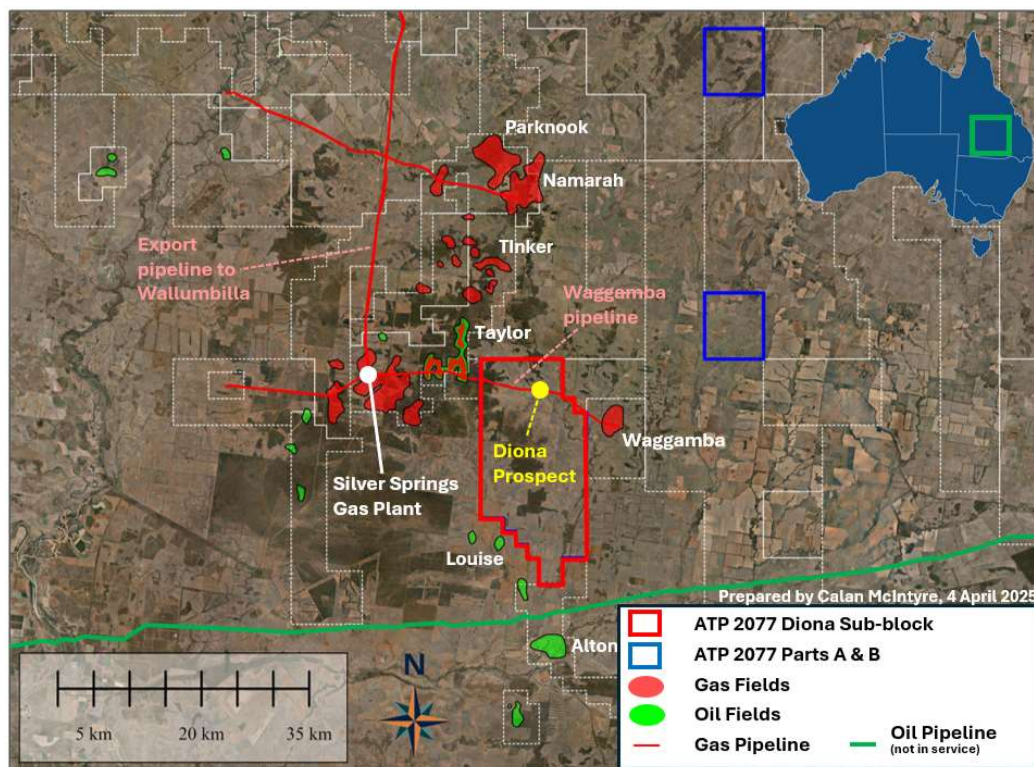 Parknook
Namarah
Export
pipeline to
Wallumbilla
TInker
Waggamba
pipeline
Taylor
Waggamba
Diona
Prospect
Silver Springs
Gas Plant
Louise
Prepared by Calan McIntyre, 4 April 2025
Alton
N
5 km 20 km 35 km
ATP 2077 Diona Sub-block
ATP 2077 Parts A & B
Gas Fields
Oil Fields
Gas Pipeline
Oil Pipeline
(not in service)